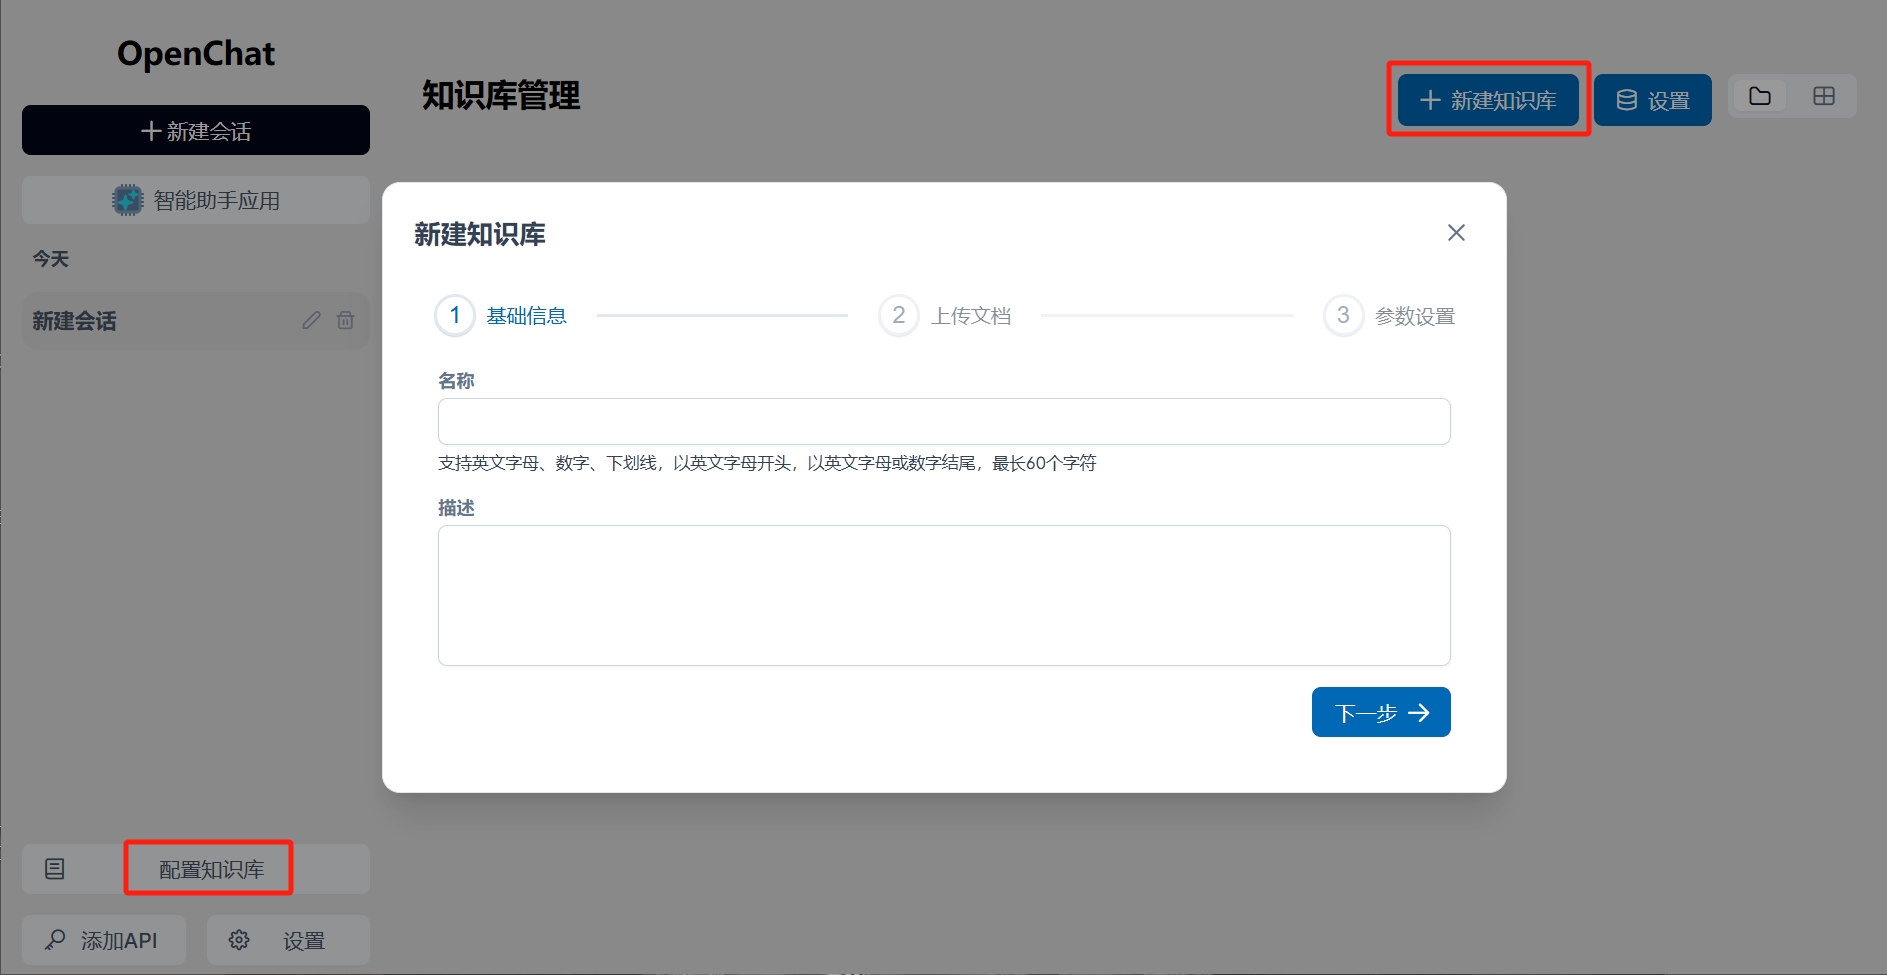 OpenChat
新建会话
智能助手应用
今天
新建会话
配置知识库
添加API
设置
知识库管理
新建知识库
设置
新建知识库
1 基础信息
2 上传文档
3 参数设置
名称
支持英文字母、数字、下划线，以英文字母开头，以英文字母或数字结尾，最长60个字符
描述
下一步